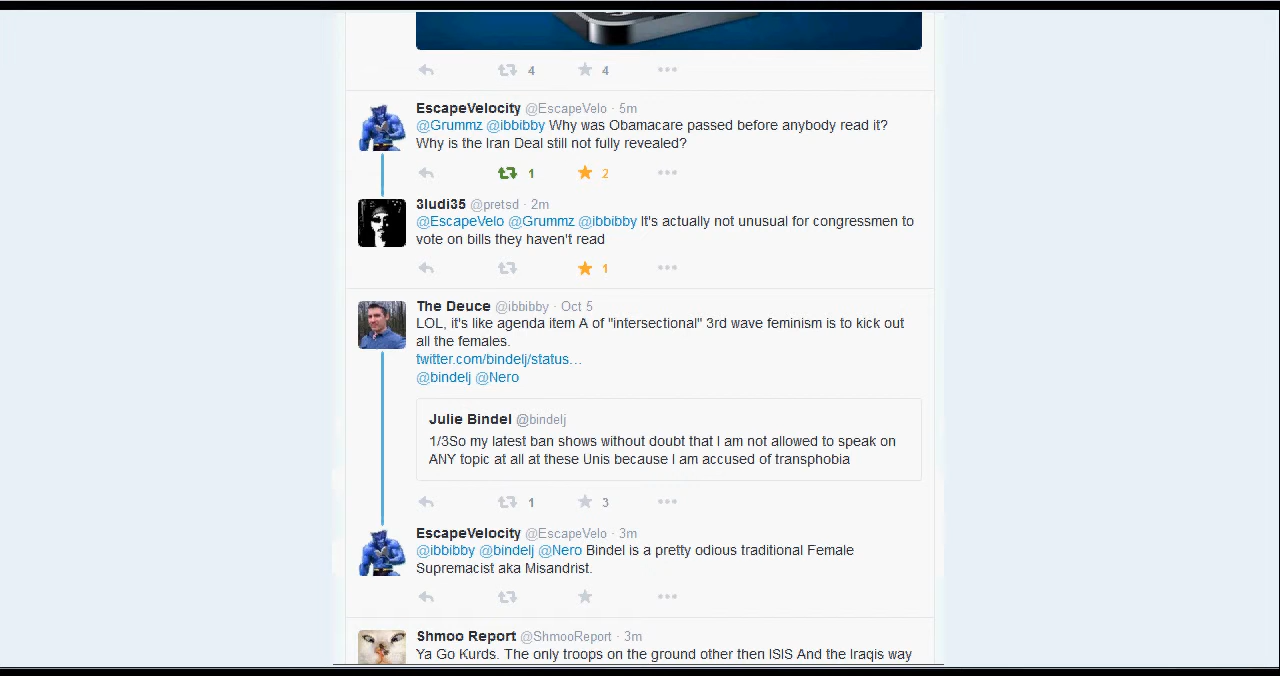 4 4
EscapeVelocity @EscapeVelo · 5m
@Grummz @ibbibby Why was Obamacare passed before anybody read it?
Why is the Iran Deal still not fully revealed?
1 2
3ludi35 @pretsd · 2m
@EscapeVelo @Grummz @ibbibby It's actually not unusual for congressmen to
vote on bills they haven't read
1
The Deuce @ibbibby · Oct 5
LOL, it's like agenda item A of "intersectional" 3rd wave feminism is to kick out
all the females.
twitter.com/bindelj/status…
@bindelj @Nero
Julie Bindel @bindelj
1/3So my latest ban shows without doubt that I am not allowed to speak on
ANY topic at all at these Unis because I am accused of transphobia
1 3
EscapeVelocity @EscapeVelo · 3m
@ibbibby @bindelj @Nero Bindel is a pretty odious traditional Female
Supremacist aka Misandrist.
Shmoo Report @ShmooReport · 3m
Ya Go Kurds. The only troops on the ground other then ISIS And the Iraqis way